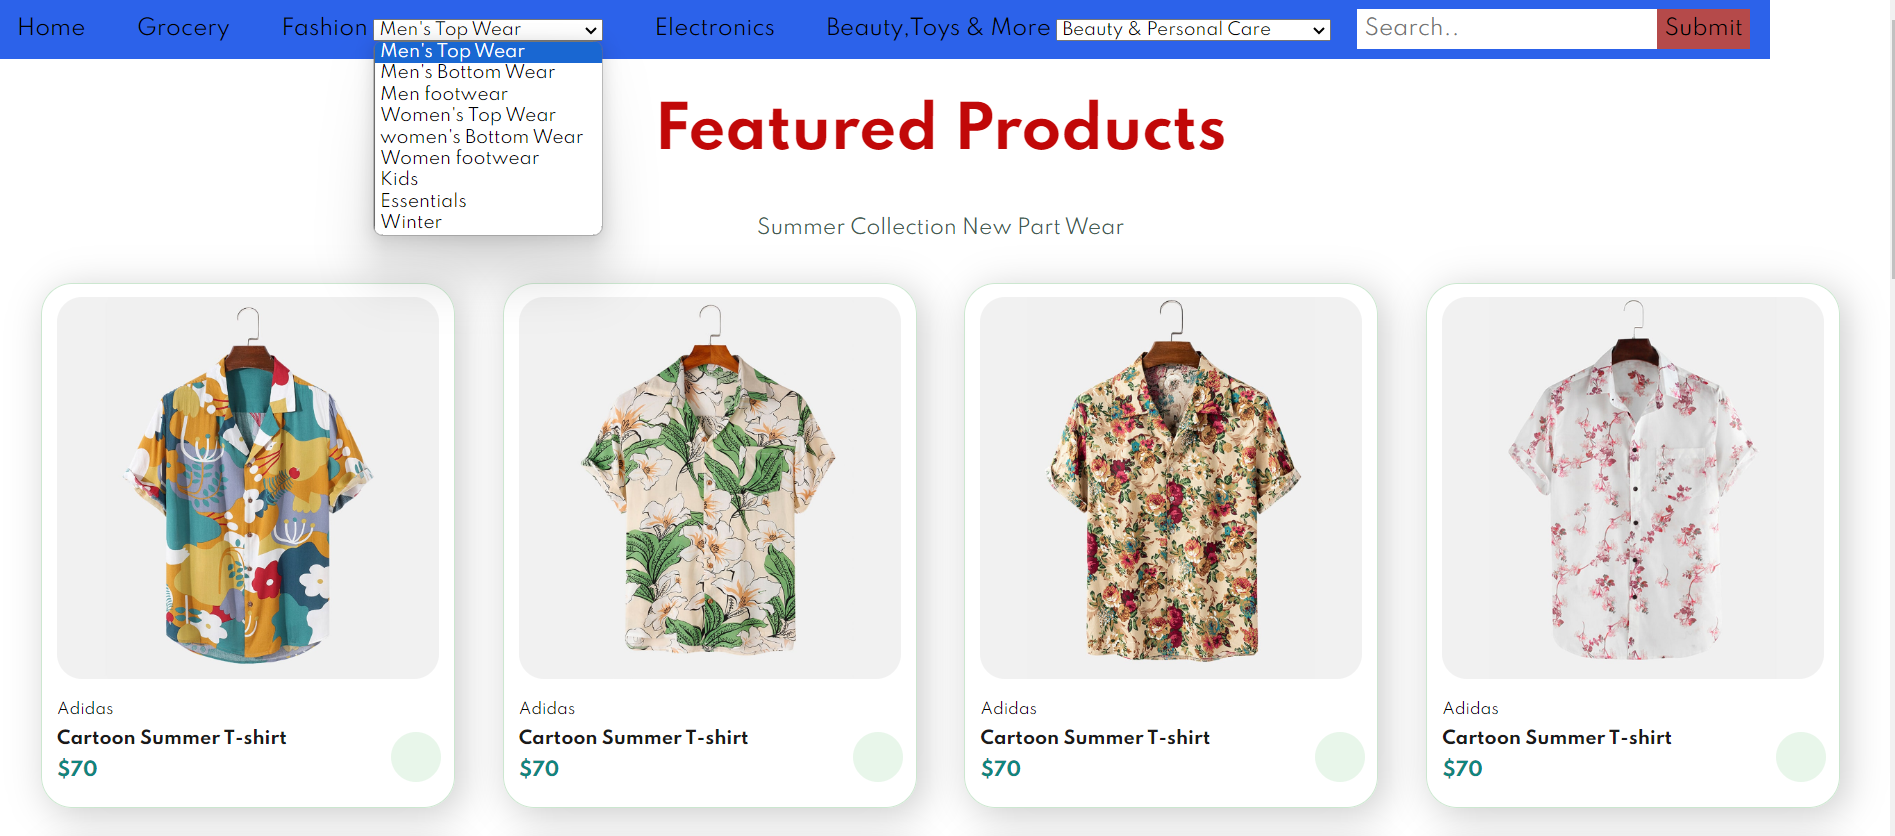 Home Grocery Fashion Men's Top Wear Electronics Beauty,Toys & More Beauty & Personal Care Search.. Submit
Men's Top Wear
Men's Bottom Wear
Men footwear
Women's Top Wear
women's Bottom Wear
Women footwear
Kids
Essentials
Winter
Featured Products
Summer Collection New Part Wear
Adidas
Cartoon Summer T-shirt
$70
Adidas
Cartoon Summer T-shirt
$70
Adidas
Cartoon Summer T-shirt
$70
Adidas
Cartoon Summer T-shirt
$70